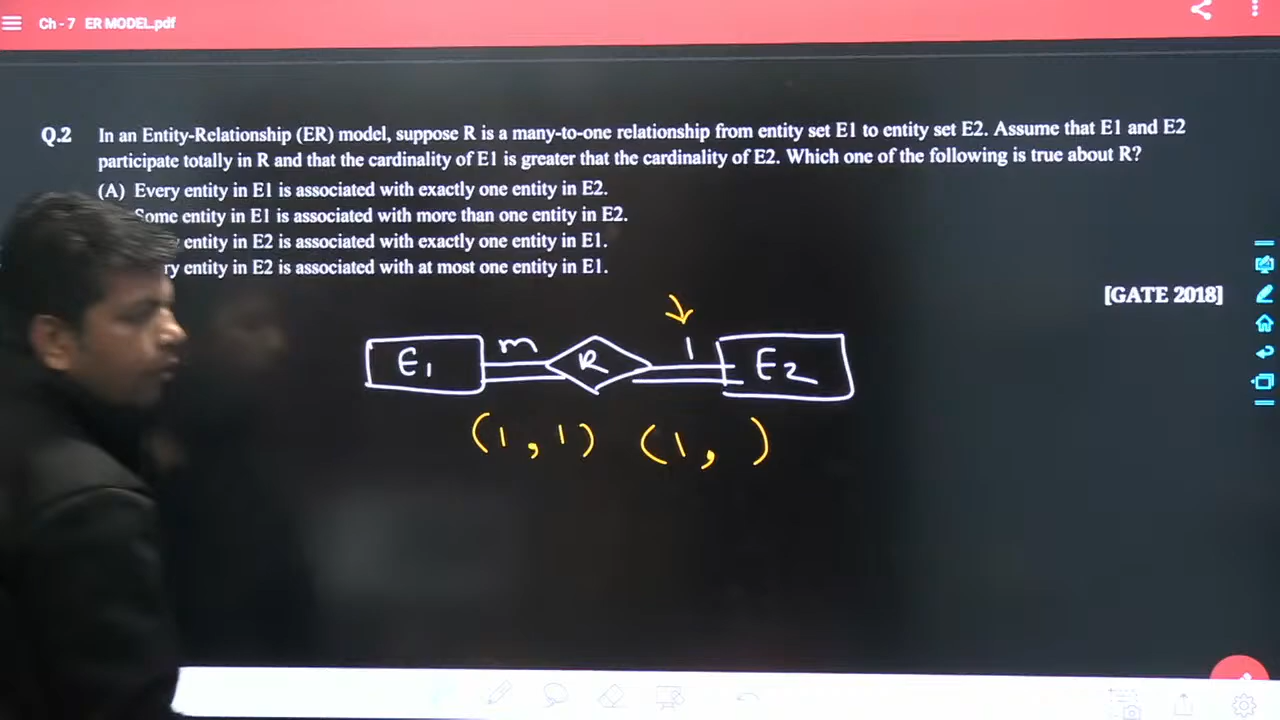 Ch - 7 ER MODEL.pdf
Q.2 In an Entity-Relationship (ER) model, suppose R is a many-to-one relationship from entity set E1 to entity set E2. Assume that E1 and E2
participate totally in R and that the cardinality of E1 is greater that the cardinality of E2. Which one of the following is true about R?
(A) Every entity in E1 is associated with exactly one entity in E2.
Some entity in E1 is associated with more than one entity in E2.
entity in E2 is associated with exactly one entity in E1.
ry entity in E2 is associated with at most one entity in E1.
[GATE 2018]
E1 m R 1 E2
(1, 1) (1, )